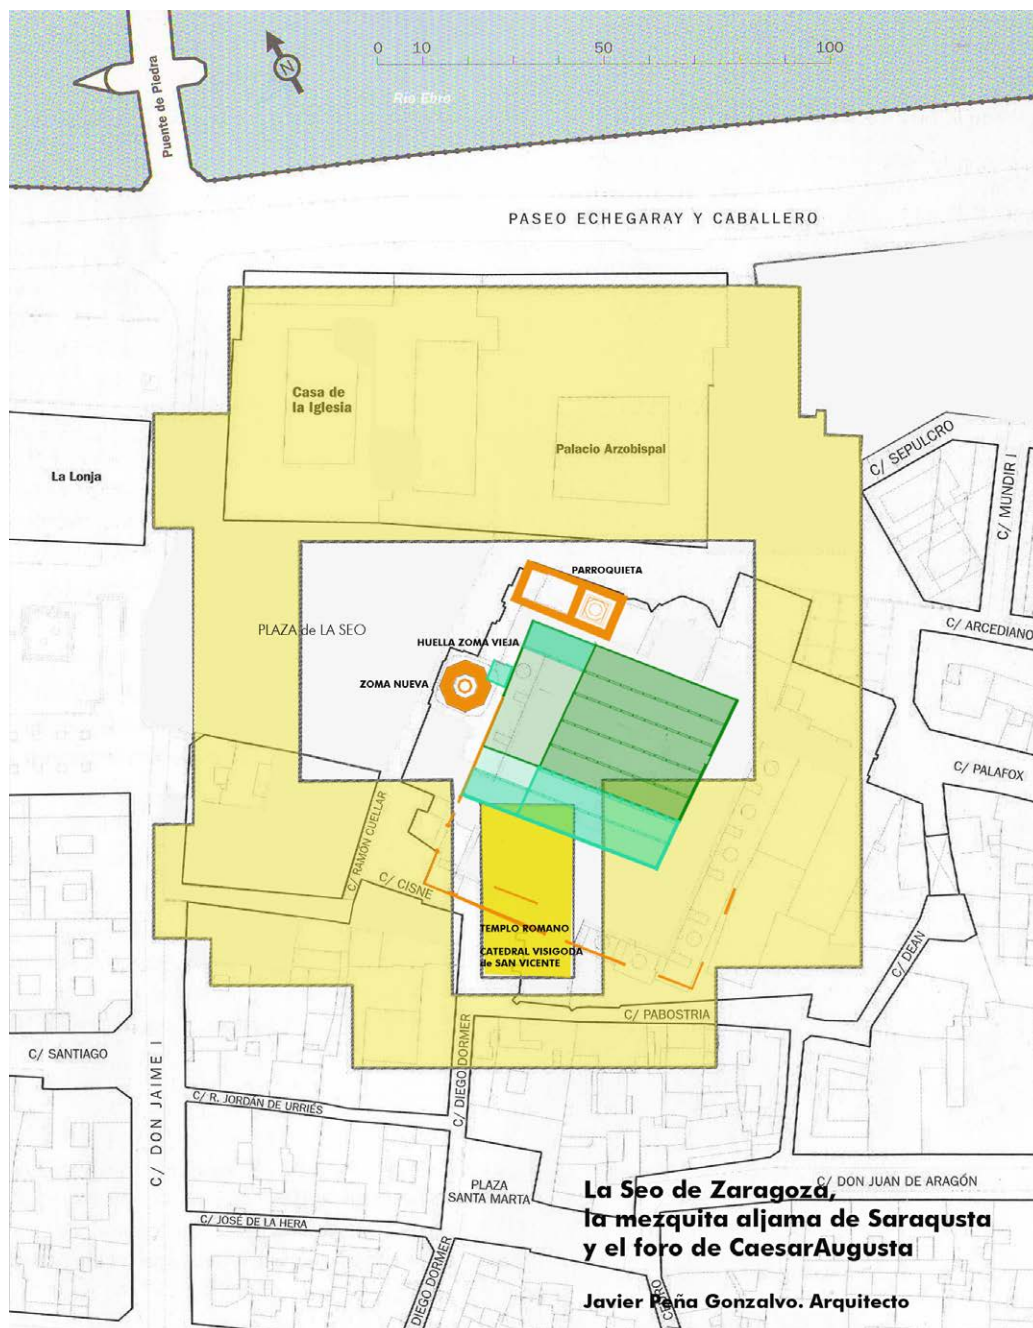 0 10 50 100
N
Puente de Piedra
Río Ebro
PASEO ECHEGARAY Y CABALLERO
Casa de
la Iglesia
Palacio Arzobispal
La Lonja
C/ SEPULCRO
C/ MUNDIR I
PARROQUIETA
C/ ARCEDIANO
PLAZA de LA SEO
HUELLA ZOMA VIEJA
ZOMA NUEVA
C/ PALAFOX
C/ RAMÓN CUELLAR
C/ CISNE
TEMPLO ROMANO
CATEDRAL VISIGODA
de SAN VICENTE
C/ DEAN
C/ PABOSTRIA
C/ SANTIAGO
C/ DON JAIME I
C/ DIEGO DORMER
C/ R. JORDÁN DE URRIÉS
PLAZA
SANTA MARTA
C/ DON JUAN DE ARAGÓN
C/ JOSÉ DE LA HERA
DIEGO DORMER
La Seo de Zaragoza,
la mezquita aljama de Saraqusta
y el foro de CaesarAugusta
Javier Peña Gonzalvo. Arquitecto